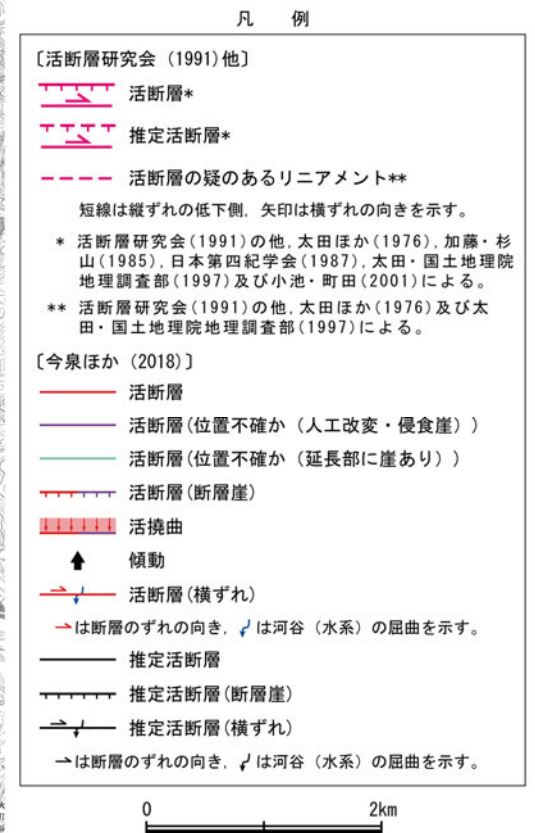 凡 例
〔活断層研究会 (1991)他〕
活断層*
推定活断層*
活断層の疑のあるリニアメント**
短線は縦ずれの低下側,矢印は横ずれの向きを示す。
* 活断層研究会(1991)の他,太田ほか(1976),加藤・杉
山(1985),日本第四紀学会(1987),太田・国土地理院
地理調査部(1997)及び小池・町田(2001)による。
** 活断層研究会(1991)の他,太田ほか(1976)及び太
田・国土地理院地理調査部(1997)による。
〔今泉ほか (2018)〕
活断層
活断層(位置不確か (人工改変・侵食崖))
活断層(位置不確か (延長部に崖あり))
活断層(断層崖)
活撓曲
傾動
活断層(横ずれ)
は断層のずれの向き, は河谷(水系)の屈曲を示す。
推定活断層
推定活断層(断層崖)
推定活断層(横ずれ)
は断層のずれの向き, は河谷(水系)の屈曲を示す。
0 2km